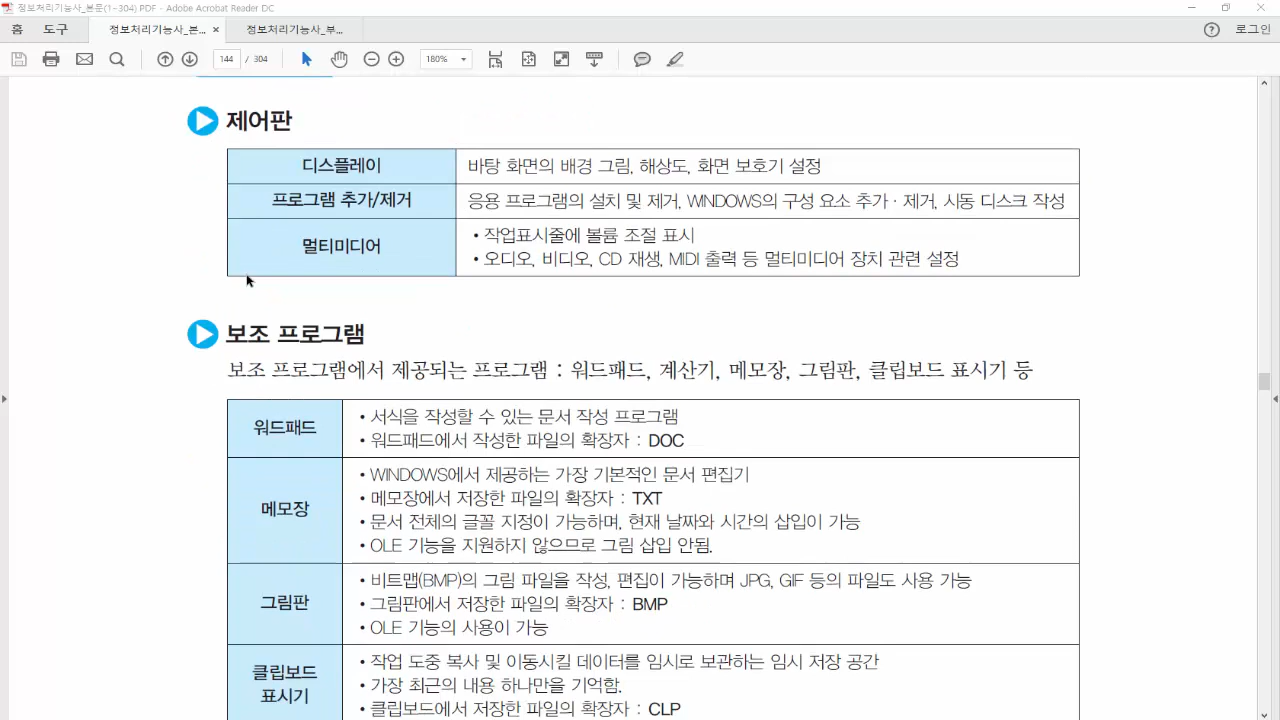 정보처리기능사_본문(1-304) PDF - Adobe Acrobat Reader DC
홈 도구 정보처리기능사_본... × 정보처리기능사_부... 로그인
144 / 304 180%
제어판
디스플레이 바탕 화면의 배경 그림, 해상도, 화면 보호기 설정
프로그램 추가/제거 응용 프로그램의 설치 및 제거, WINDOWS의 구성 요소 추가 · 제거, 시동 디스크 작성
멀티미디어
• 작업표시줄에 볼륨 조절 표시
• 오디오, 비디오, CD 재생, MIDI 출력 등 멀티미디어 장치 관련 설정
보조 프로그램
보조 프로그램에서 제공되는 프로그램 : 워드패드, 계산기, 메모장, 그림판, 클립보드 표시기 등
워드패드
• 서식을 작성할 수 있는 문서 작성 프로그램
• 워드패드에서 작성한 파일의 확장자 : DOC
메모장
• WINDOWS에서 제공하는 가장 기본적인 문서 편집기
• 메모장에서 저장한 파일의 확장자 : TXT
• 문서 전체의 글꼴 지정이 가능하며, 현재 날짜와 시간의 삽입이 가능
• OLE 기능을 지원하지 않으므로 그림 삽입 안됨.
그림판
• 비트맵(BMP)의 그림 파일을 작성, 편집이 가능하며 JPG, GIF 등의 파일도 사용 가능
• 그림판에서 저장한 파일의 확장자 : BMP
• OLE 기능의 사용이 가능
클립보드
표시기
• 작업 도중 복사 및 이동시킬 데이터를 임시로 보관하는 임시 저장 공간
• 가장 최근의 내용 하나만을 기억함.
• 클립보드에서 저장한 파일의 확장자 : CLP